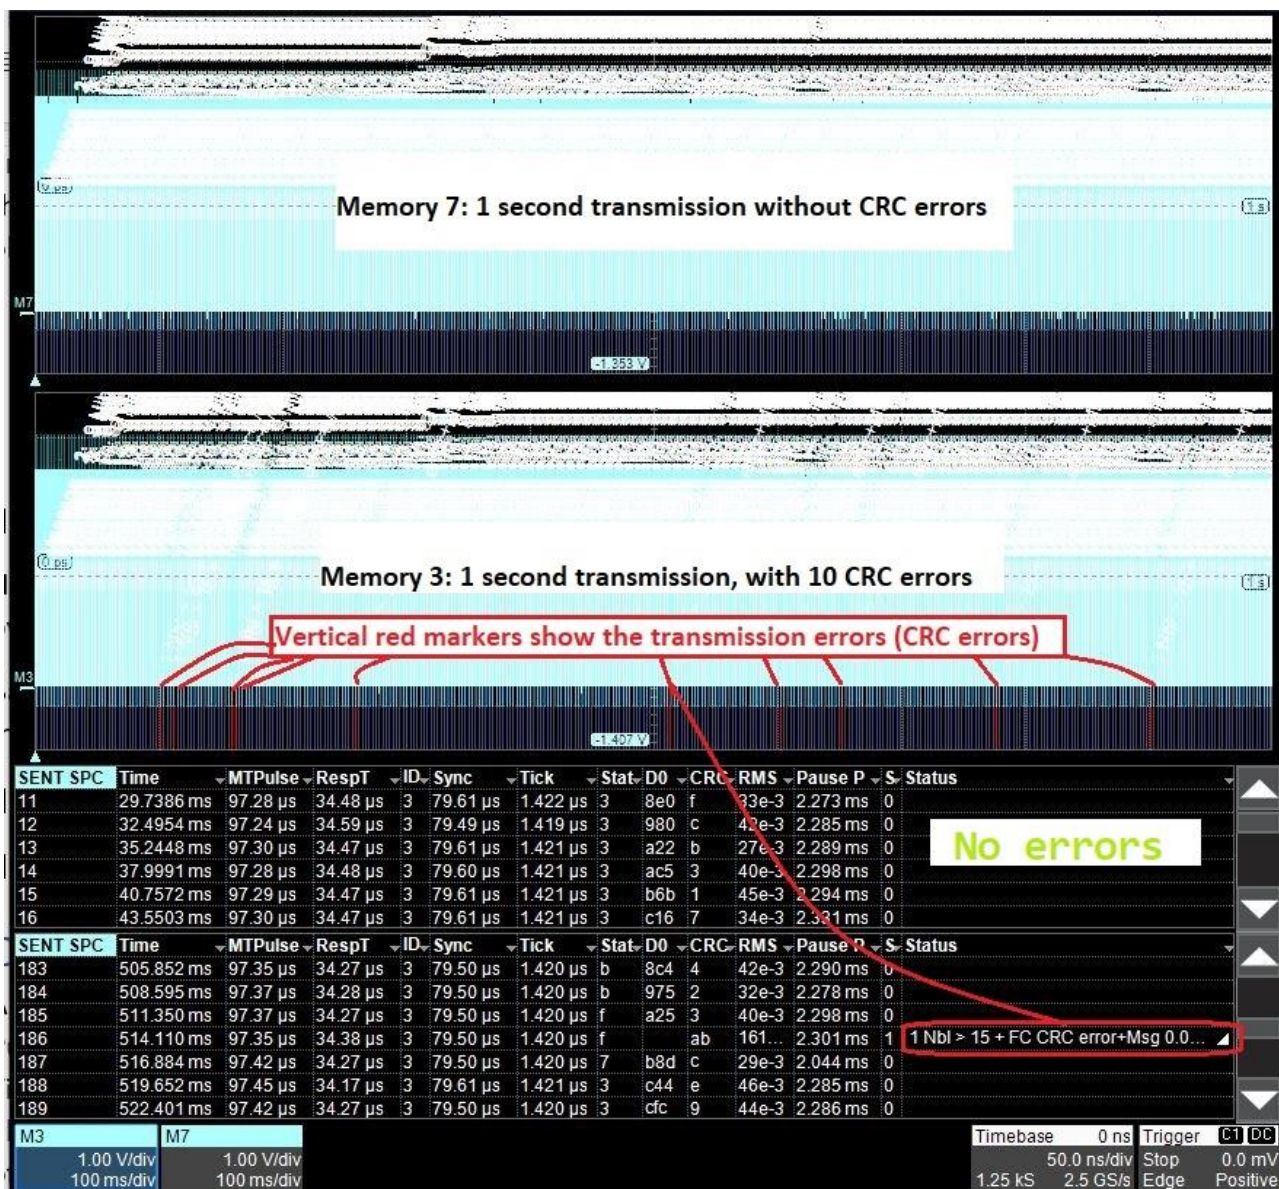 0 ps
Memory 7: 1 second transmission without CRC errors
1 s
M7
-1.353 V
0 ps
Memory 3: 1 second transmission, with 10 CRC errors
1 s
Vertical red markers show the transmission errors (CRC errors)
M3
-1.407 V
SENT SPC Time MTPulse RespT ID Sync Tick Stat D0 CRC RMS Pause P S Status
11 29.7386 ms 97.28 µs 34.48 µs 3 79.61 µs 1.422 µs 3 8e0 f 33e-3 2.273 ms 0
12 32.4954 ms 97.24 µs 34.59 µs 3 79.49 µs 1.419 µs 3 980 c 42e-3 2.285 ms 0
13 35.2448 ms 97.30 µs 34.47 µs 3 79.61 µs 1.421 µs 3 a22 b 27e-3 2.289 ms 0
No errors
14 37.9991 ms 97.28 µs 34.48 µs 3 79.60 µs 1.421 µs 3 ac5 3 40e-3 2.298 ms 0
15 40.7572 ms 97.29 µs 34.47 µs 3 79.61 µs 1.421 µs 3 b6b 1 45e-3 2.294 ms 0
16 43.5503 ms 97.30 µs 34.47 µs 3 79.61 µs 1.421 µs 3 c16 7 34e-3 2.331 ms 0
SENT SPC Time MTPulse RespT ID Sync Tick Stat D0 CRC RMS Pause P S Status
183 505.852 ms 97.35 µs 34.27 µs 3 79.50 µs 1.420 µs b 8c4 4 42e-3 2.290 ms 0
184 508.595 ms 97.37 µs 34.28 µs 3 79.50 µs 1.420 µs b 975 2 32e-3 2.278 ms 0
185 511.350 ms 97.37 µs 34.27 µs 3 79.50 µs 1.420 µs f a25 3 40e-3 2.298 ms 0
186 514.110 ms 97.35 µs 34.38 µs 3 79.50 µs 1.420 µs f ab 161... 2.301 ms 1 1 Nbl > 15 + FC CRC error+Msg 0.0...
187 516.884 ms 97.42 µs 34.27 µs 3 79.50 µs 1.420 µs 7 b8d c 29e-3 2.044 ms 0
188 519.652 ms 97.45 µs 34.17 µs 3 79.61 µs 1.421 µs 3 c44 e 46e-3 2.285 ms 0
189 522.401 ms 97.42 µs 34.27 µs 3 79.50 µs 1.420 µs 3 cfc 9 44e-3 2.286 ms 0
M3 M7 Timebase 0 ns Trigger C1 DC
1.00 V/div 1.00 V/div 50.0 ns/div Stop 0.0 mV
100 ms/div 100 ms/div 1.25 kS 2.5 GS/s Edge Positive